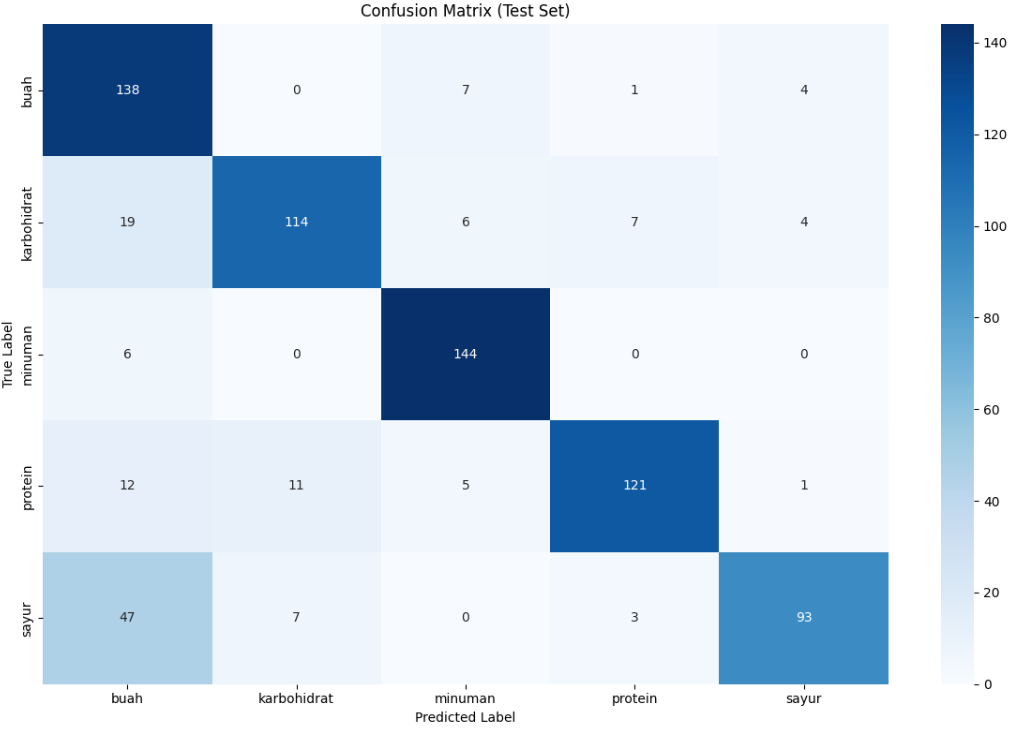 Confusion Matrix (Test Set)
True Label
buah 138 0 7 1 4
karbohidrat 19 114 6 7 4
minuman 6 0 144 0 0
protein 12 11 5 121 1
sayur 47 7 0 3 93
buah karbohidrat minuman protein sayur
Predicted Label
140
120
100
80
60
40
20
0